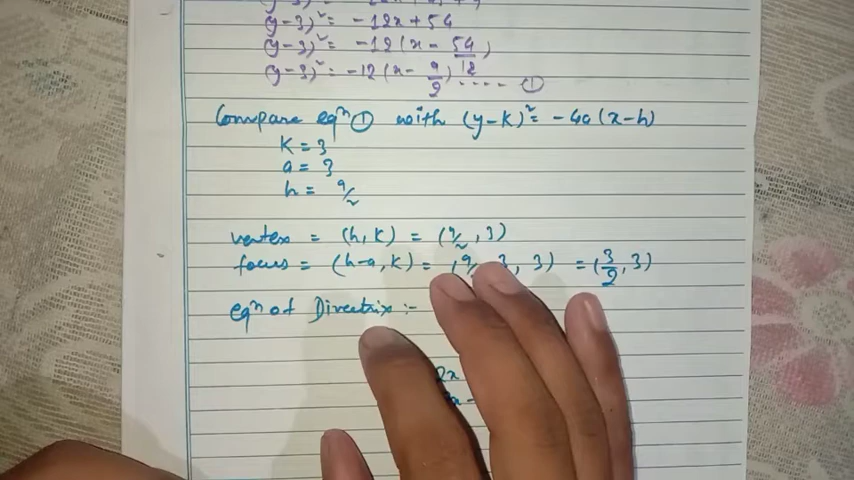 (y-3)² = -12x + 54
(y-3)² = -12(x - 54/12)
(y-3)² = -12(x - 9/2) ---- ①
Compare eqⁿ ① with (y-k)² = -4a(x-h)
K = 3
a = 3
h = 9/2
vertex = (h, k) = (9/2, 3)
focus = (h-a, k) = (9/ 3, 3) = (3/2, 3)
eqⁿ of Directrix :-
2x